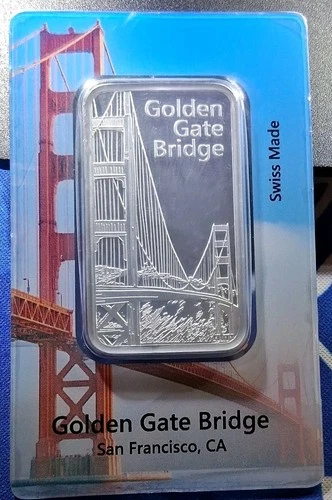 Golden
Gate
Bridge
Swiss Made
Golden Gate Bridge
San Francisco, CA